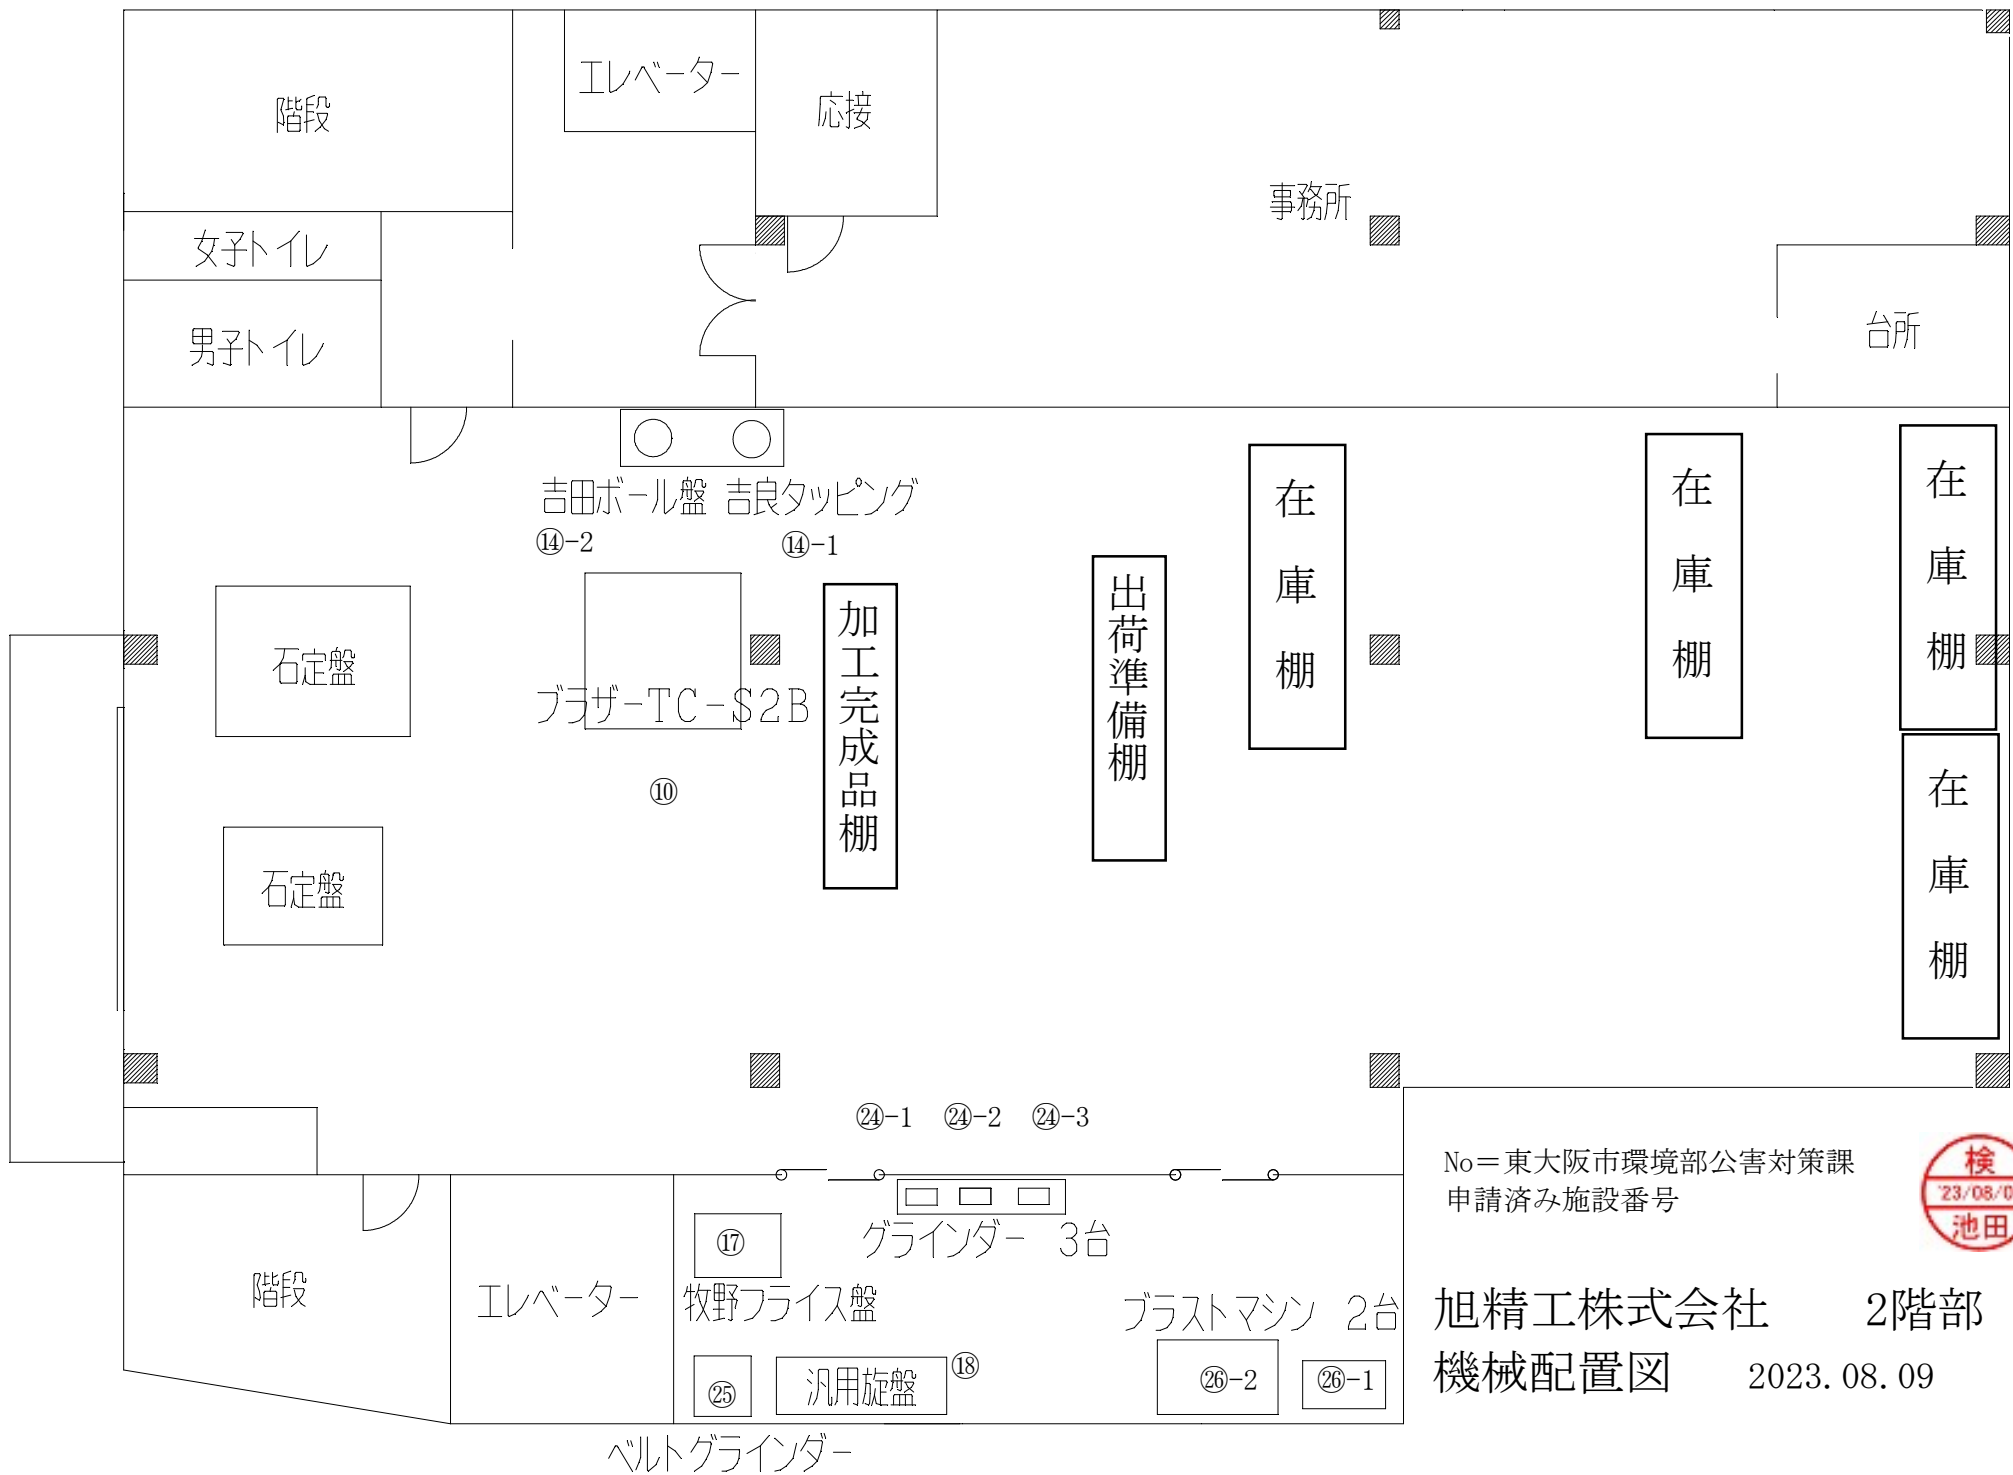 階段
エレベーター
応接
事務所
女子トイレ
男子トイレ
台所
吉田ボール盤 吉良タッピング
⑭-2 ⑭-1
在庫棚
在庫棚
在庫棚
石定盤
ブラザーTC-S2B
加工完成品棚
出荷準備棚
⑩
石定盤
在庫棚
㉔-1 ㉔-2 ㉔-3
グラインダー 3台
⑰
牧野フライス盤
階段
エレベーター
ブラストマシン 2台
㉕
汎用旋盤
⑱
㉖-2
㉖-1
ベルトグラインダー
No＝東大阪市環境部公害対策課
申請済み施設番号
検
'23/08/0
池田
旭精工株式会社 2階部
機械配置図 2023.08.09